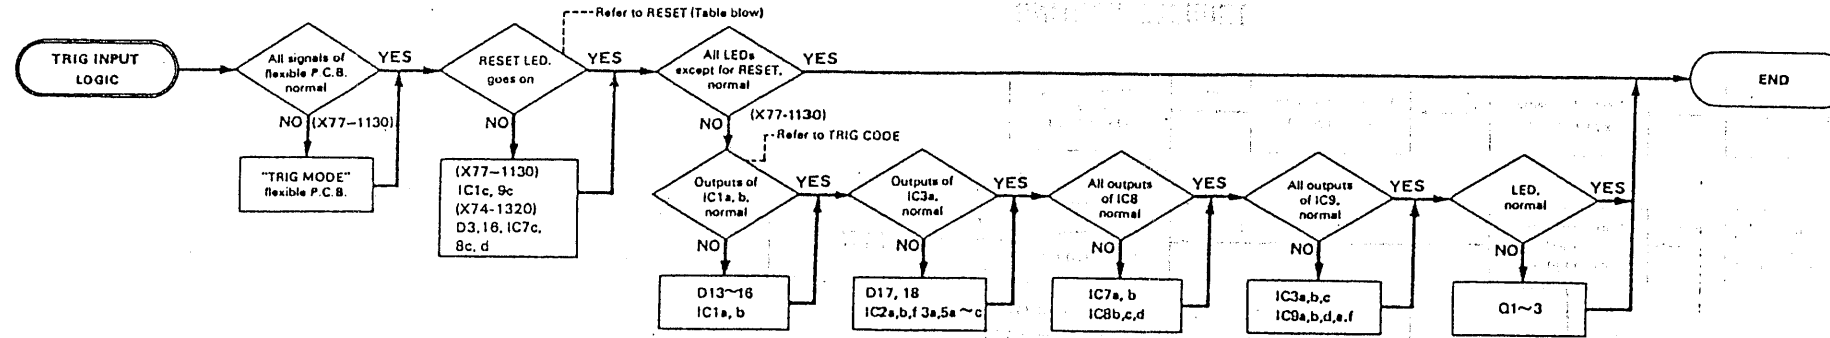 TRIG INPUT
LOGIC
All signals of
flexible P.C.B.
normal
YES
NO
(X77-1130)
"TRIG MODE"
flexible P.C.B.
Refer to RESET (Table blow)
RESET LED,
goes on
YES
NO
(X77-1130)
IC1c, 9c
(X74-1320)
D3, 16, IC7c,
8c, d
All LEDs
except for RESET,
normal
YES
NO
(X77-1130)
Refer to TRIG CODE
Outputs of
IC1a, b,
normal
YES
NO
D13~16
IC1a, b
Outputs of
IC3a,
normal
YES
NO
D17, 18
IC2a,b,f 3a,5a~c
All outputs
of IC8
normal
YES
NO
IC7a, b
IC8b,c,d
All outputs
of IC9,
normal
YES
NO
IC3a,b,c
IC9a,b,d,e.f
LED,
normal
YES
NO
Q1~3
END